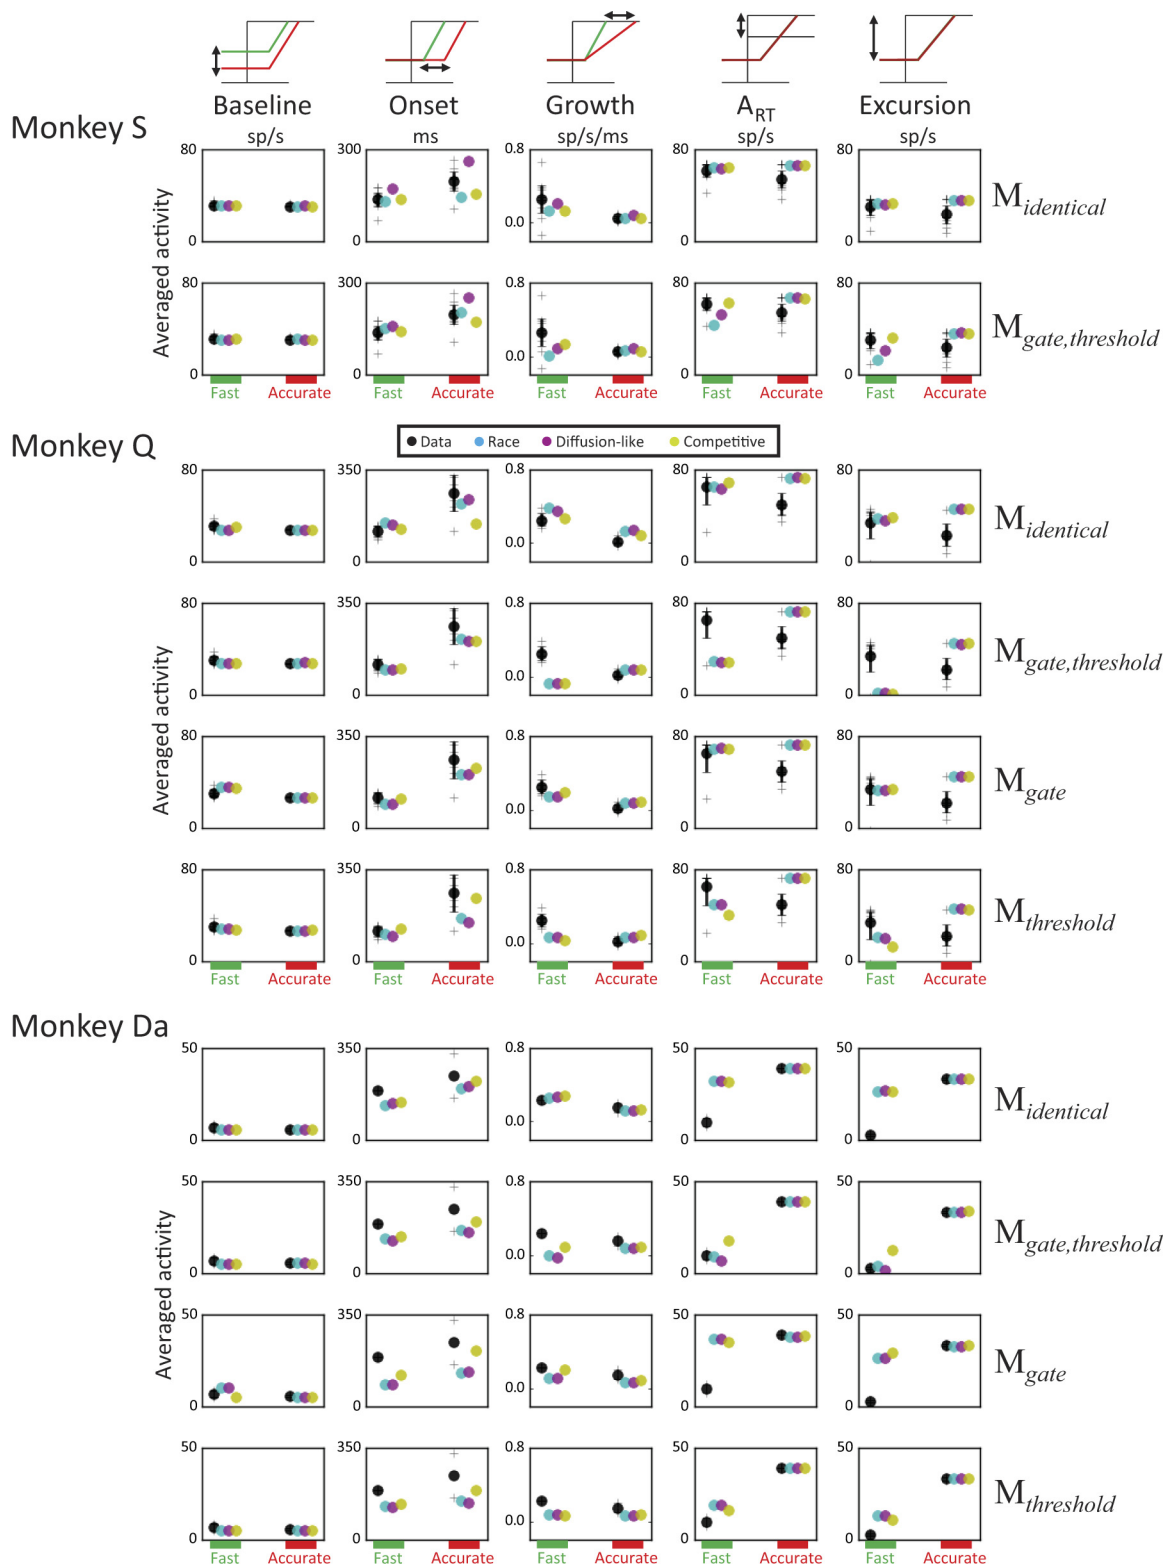 Baseline Onset Growth A_RT Excursion
Monkey S
sp/s ms sp/s/ms sp/s sp/s
Averaged activity
80 300 0.8 80 80
0.0
0 0 0 0
M_identical
80 300 0.8 80 80
0.0
0 0 0 0
M_gate,threshold
Fast Accurate Fast Accurate Fast Accurate Fast Accurate Fast Accurate
Monkey Q
Data Race Diffusion-like Competitive
Averaged activity
80 350 0.8 80 80
0.0
0 0 0 0
M_identical
80 350 0.8 80 80
0.0
0 0 0 0
M_gate,threshold
80 350 0.8 80 80
0.0
0 0 0 0
M_gate
80 350 0.8 80 80
0.0
0 0 0 0
M_threshold
Fast Accurate Fast Accurate Fast Accurate Fast Accurate Fast Accurate
Monkey Da
Averaged activity
50 350 0.8 50 50
0.0
0 0 0 0
M_identical
50 350 0.8 50 50
0.0
0 0 0 0
M_gate,threshold
50 350 0.8 50 50
0.0
0 0 0 0
M_gate
50 350 0.8 50 50
0.0
0 0 0 0
M_threshold
Fast Accurate Fast Accurate Fast Accurate Fast Accurate Fast Accurate